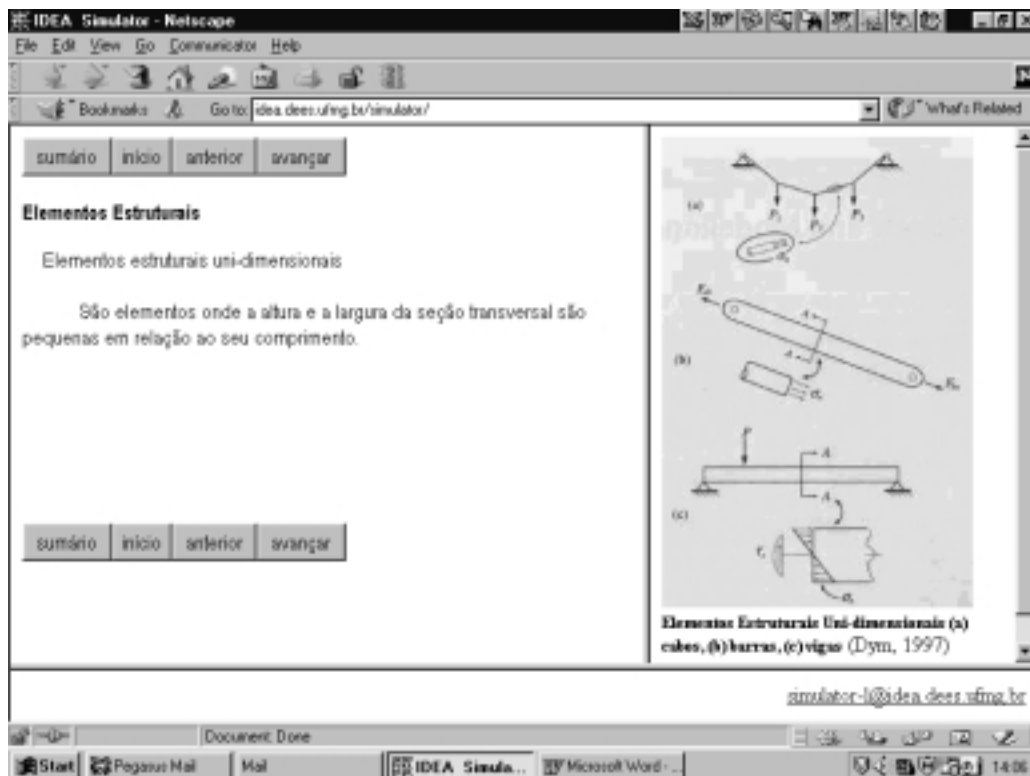 IDEA Simulator - Netscape
File Edit View Go Communicator Help
Bookmarks Go to: idea.dees.ufmg.br/simulator/ What's Related
sumário início anterior avançar
Elementos Estruturais
Elementos estruturais uni-dimensionais
São elementos onde a altura e a largura da seção transversal são
pequenas em relação ao seu comprimento.
sumário início anterior avançar
(a)
P1 P2 P3
A
A
(b)
P
A
A
(c)
Elementos Estruturais Uni-dimensionais (a)
cabos, (b) barras, (c) vigas (Dym, 1997)
simulator-l@idea.dees.ufmg.br
Document: Done
Start Pegasus Mail Mail IDEA Simula... Microsoft Word - ... 14:06